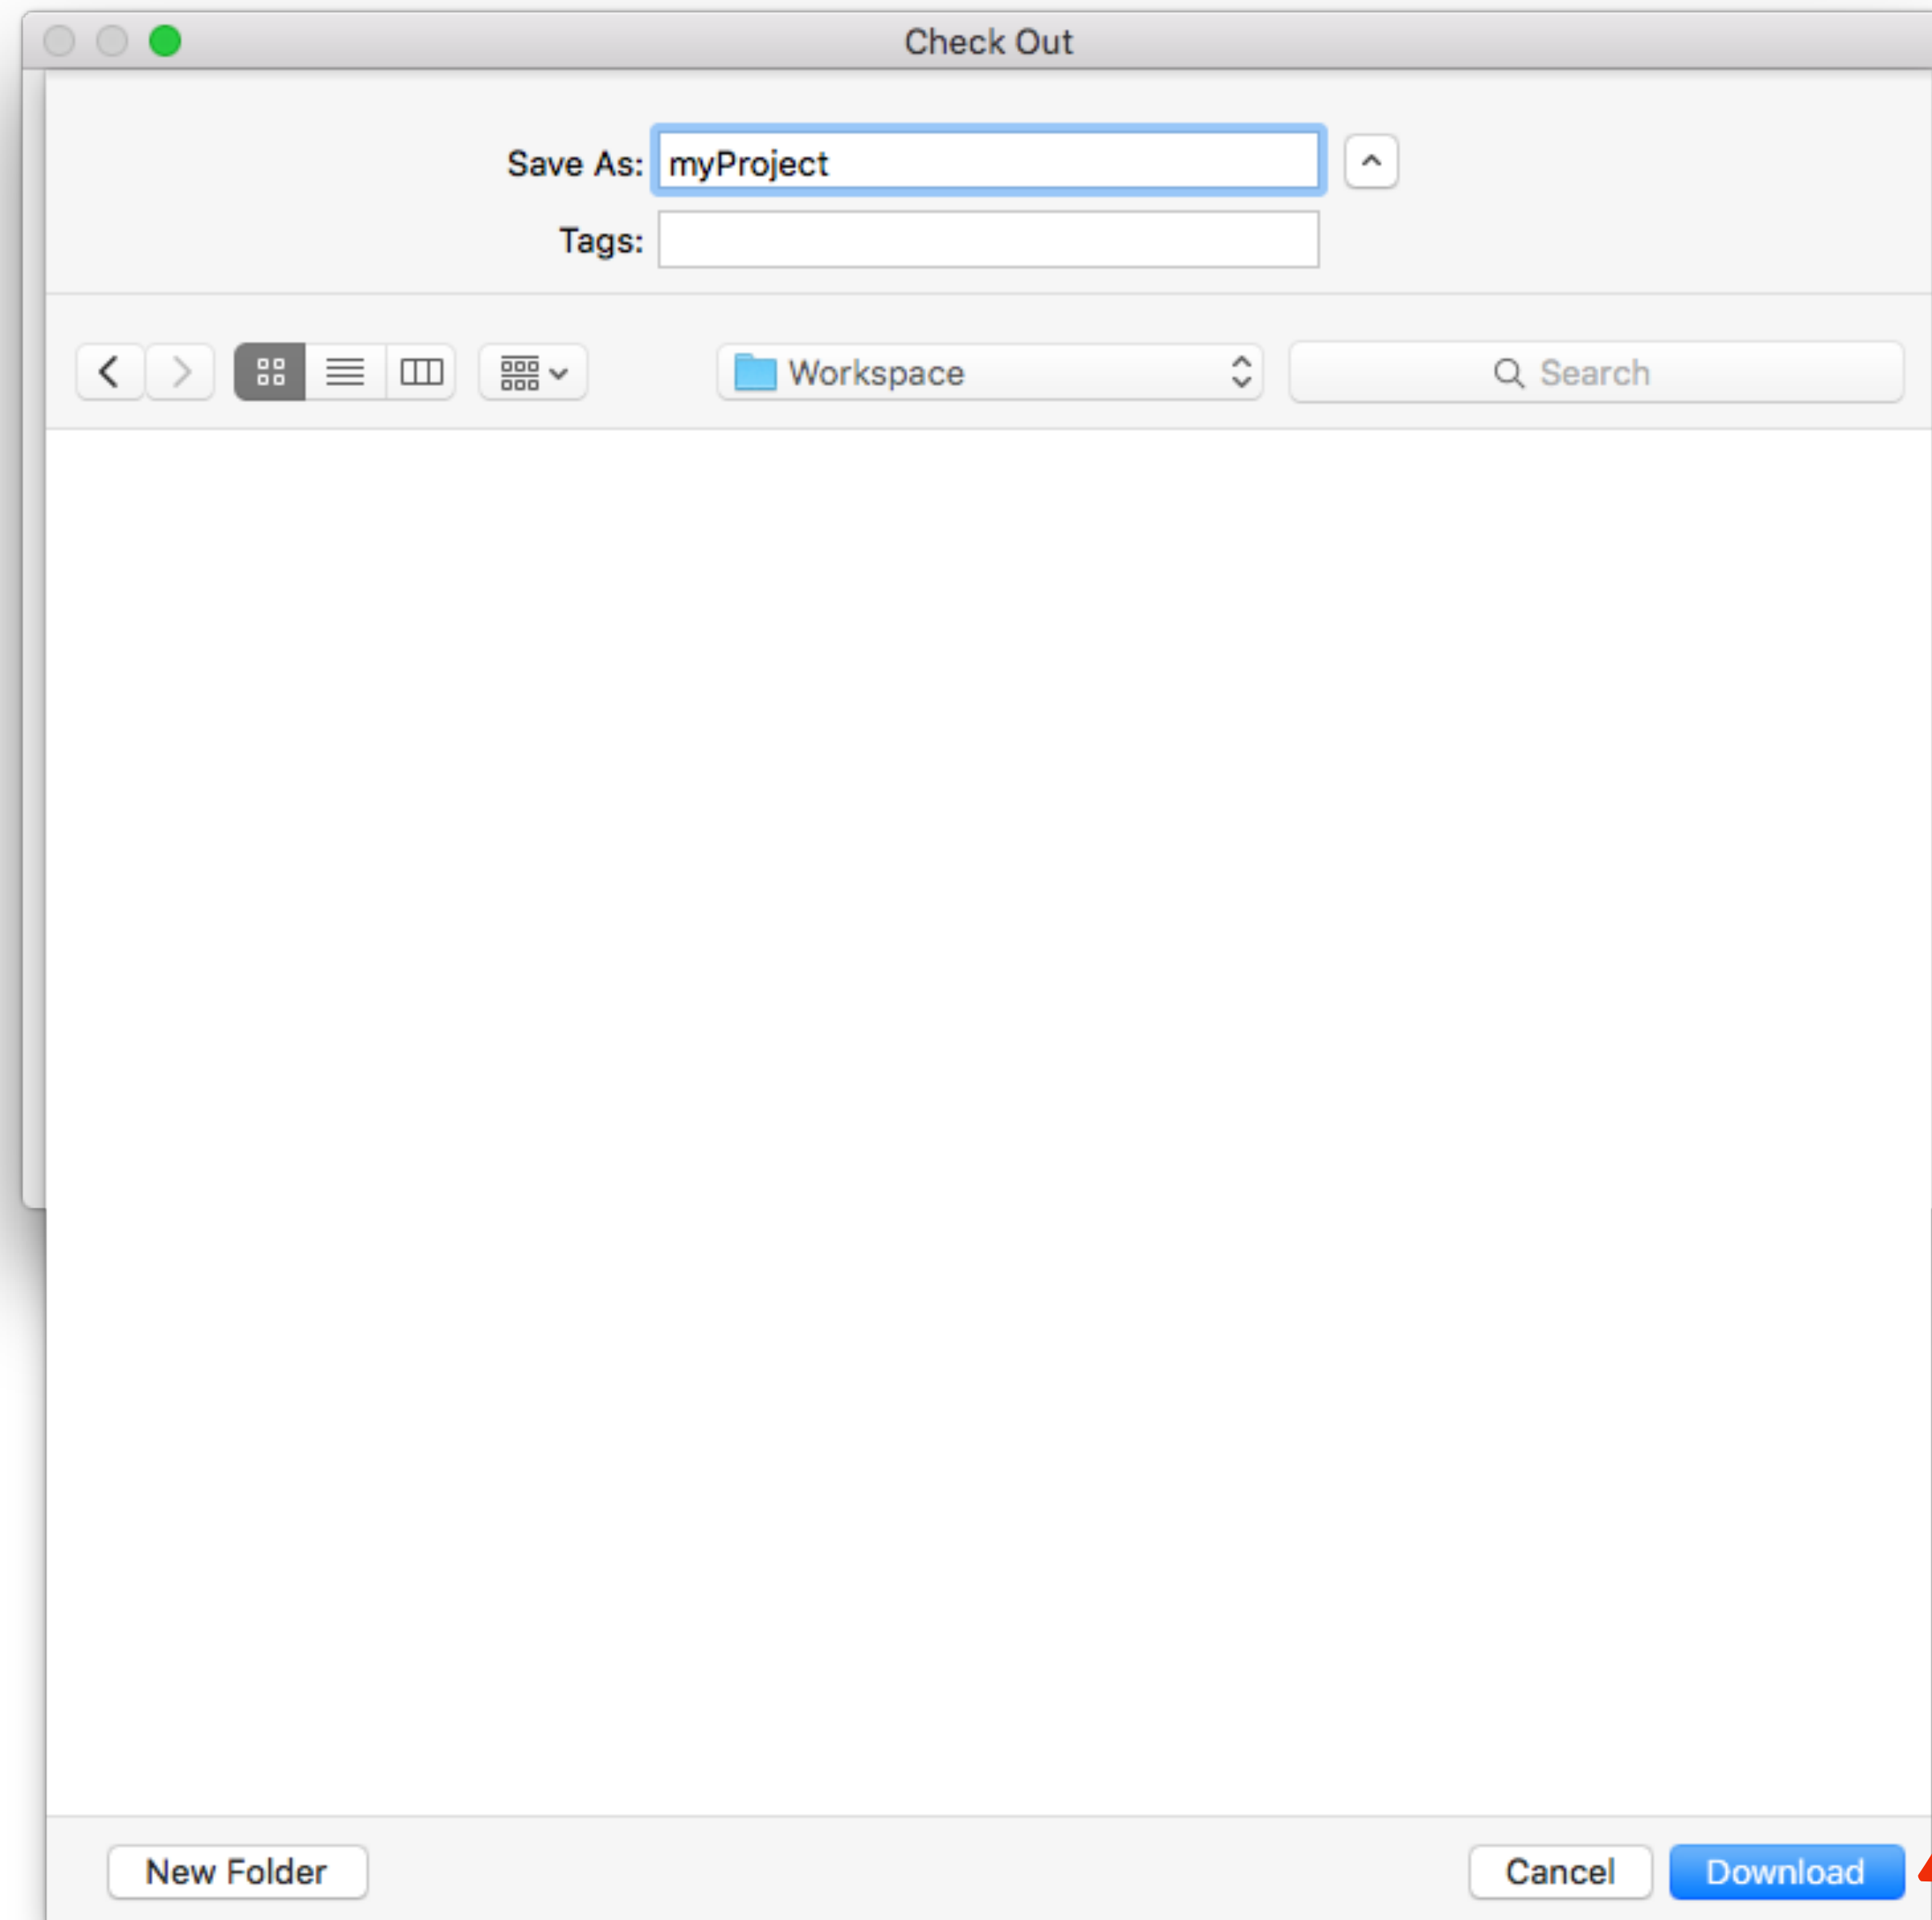 Check Out
Save As: myProject
Tags:
Workspace
Search
New Folder
Cancel
Download